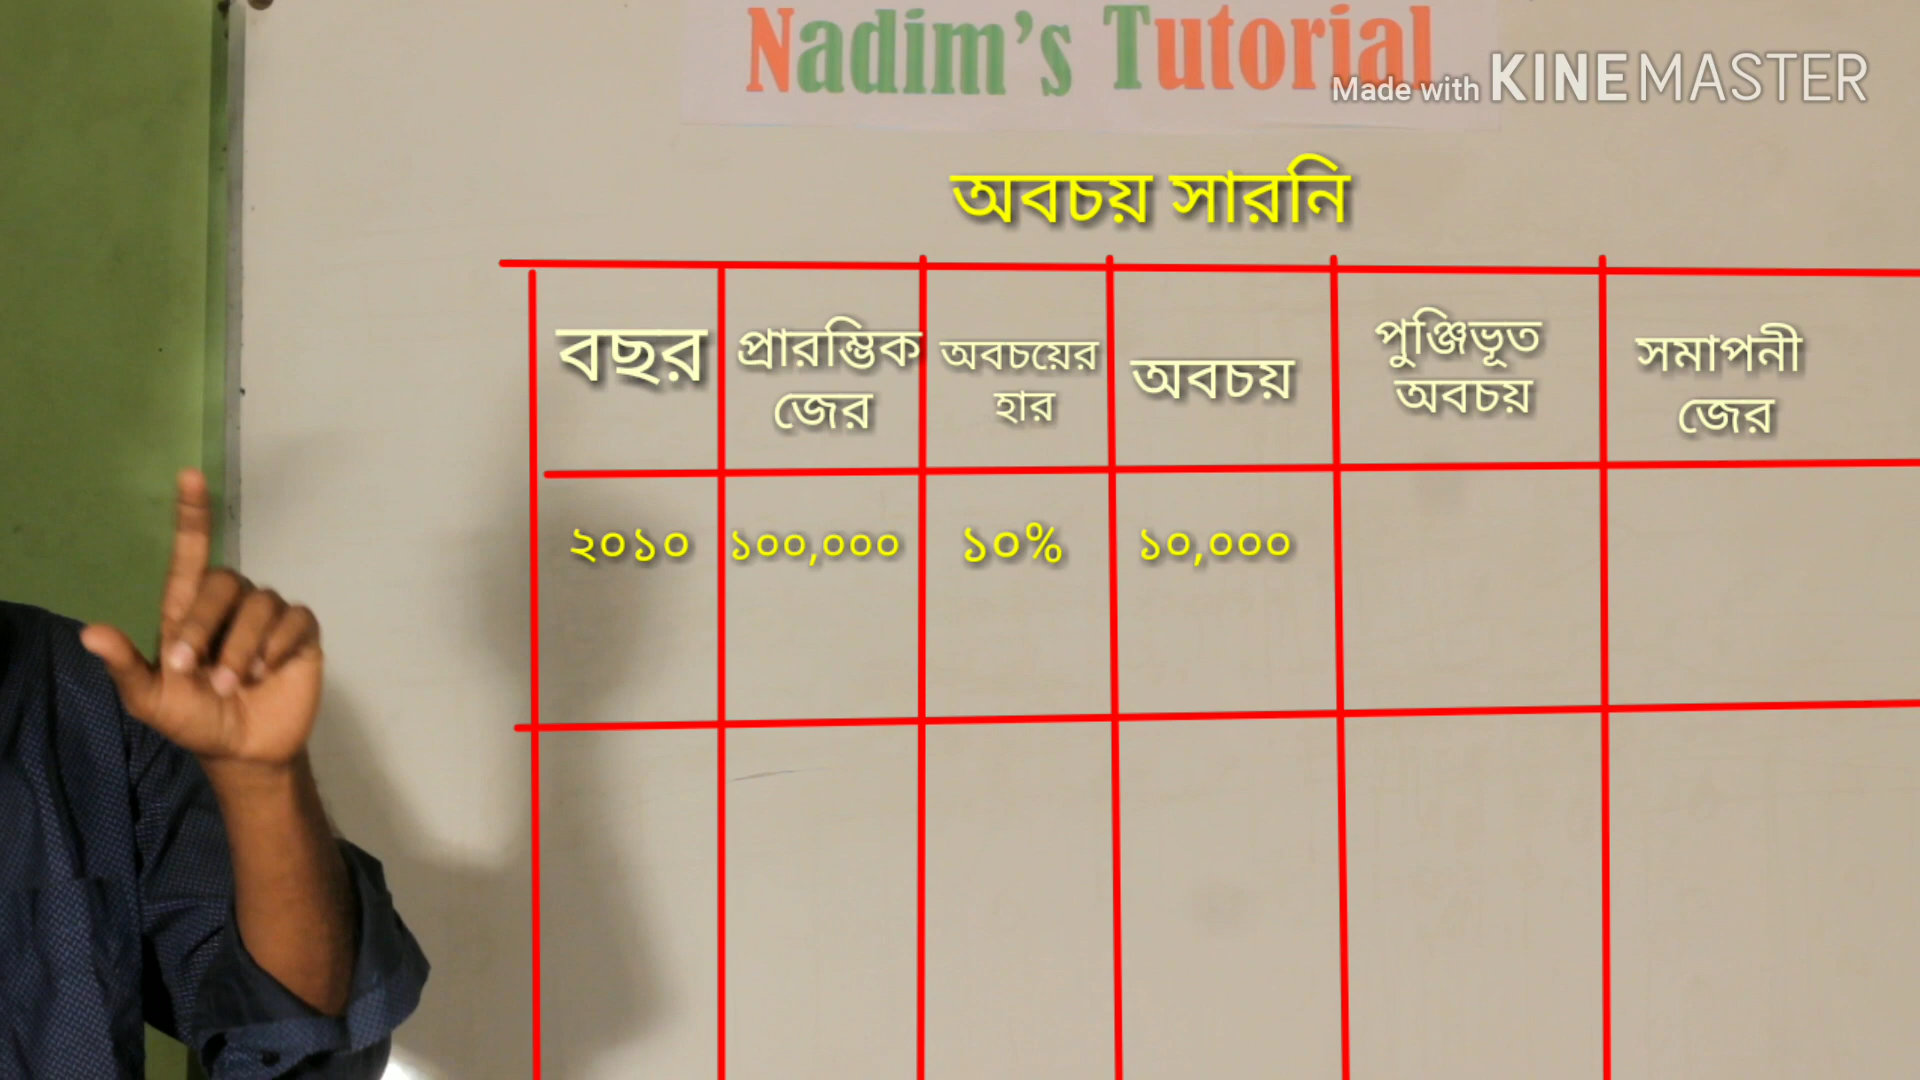 Nadim's Tutorial
Made with KINEMASTER
অবচয় সারনি
বছর
প্রারম্ভিক
জের
অবচয়ের
হার
অবচয়
পুঞ্জিভূত
অবচয়
সমাপনী
জের
২০১০ ১০০,০০০ ১০% ১০,০০০